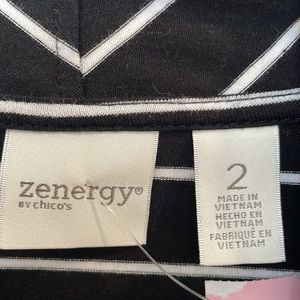 zenergy®
BY CHICO'S
2
MADE IN
VIETNAM
HECHO EN
VIETNAM
FABRIQUÉ EN
VIETNAM